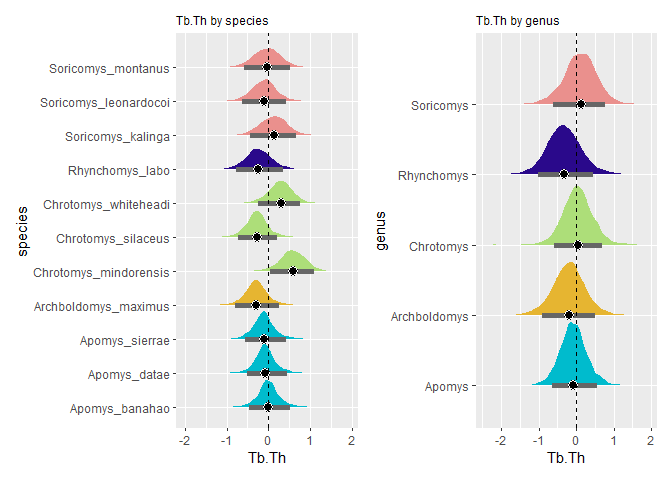 Tb.Th by species
species
Soricomys_montanus
Soricomys_leonardocoi
Soricomys_kalinga
Rhynchomys_labo
Chrotomys_whiteheadi
Chrotomys_silaceus
Chrotomys_mindorensis
Archboldomys_maximus
Apomys_sierrae
Apomys_datae
Apomys_banahao
-2 -1 0 1 2
Tb.Th
Tb.Th by genus
genus
Soricomys
Rhynchomys
Chrotomys
Archboldomys
Apomys
-2 -1 0 1 2
Tb.Th